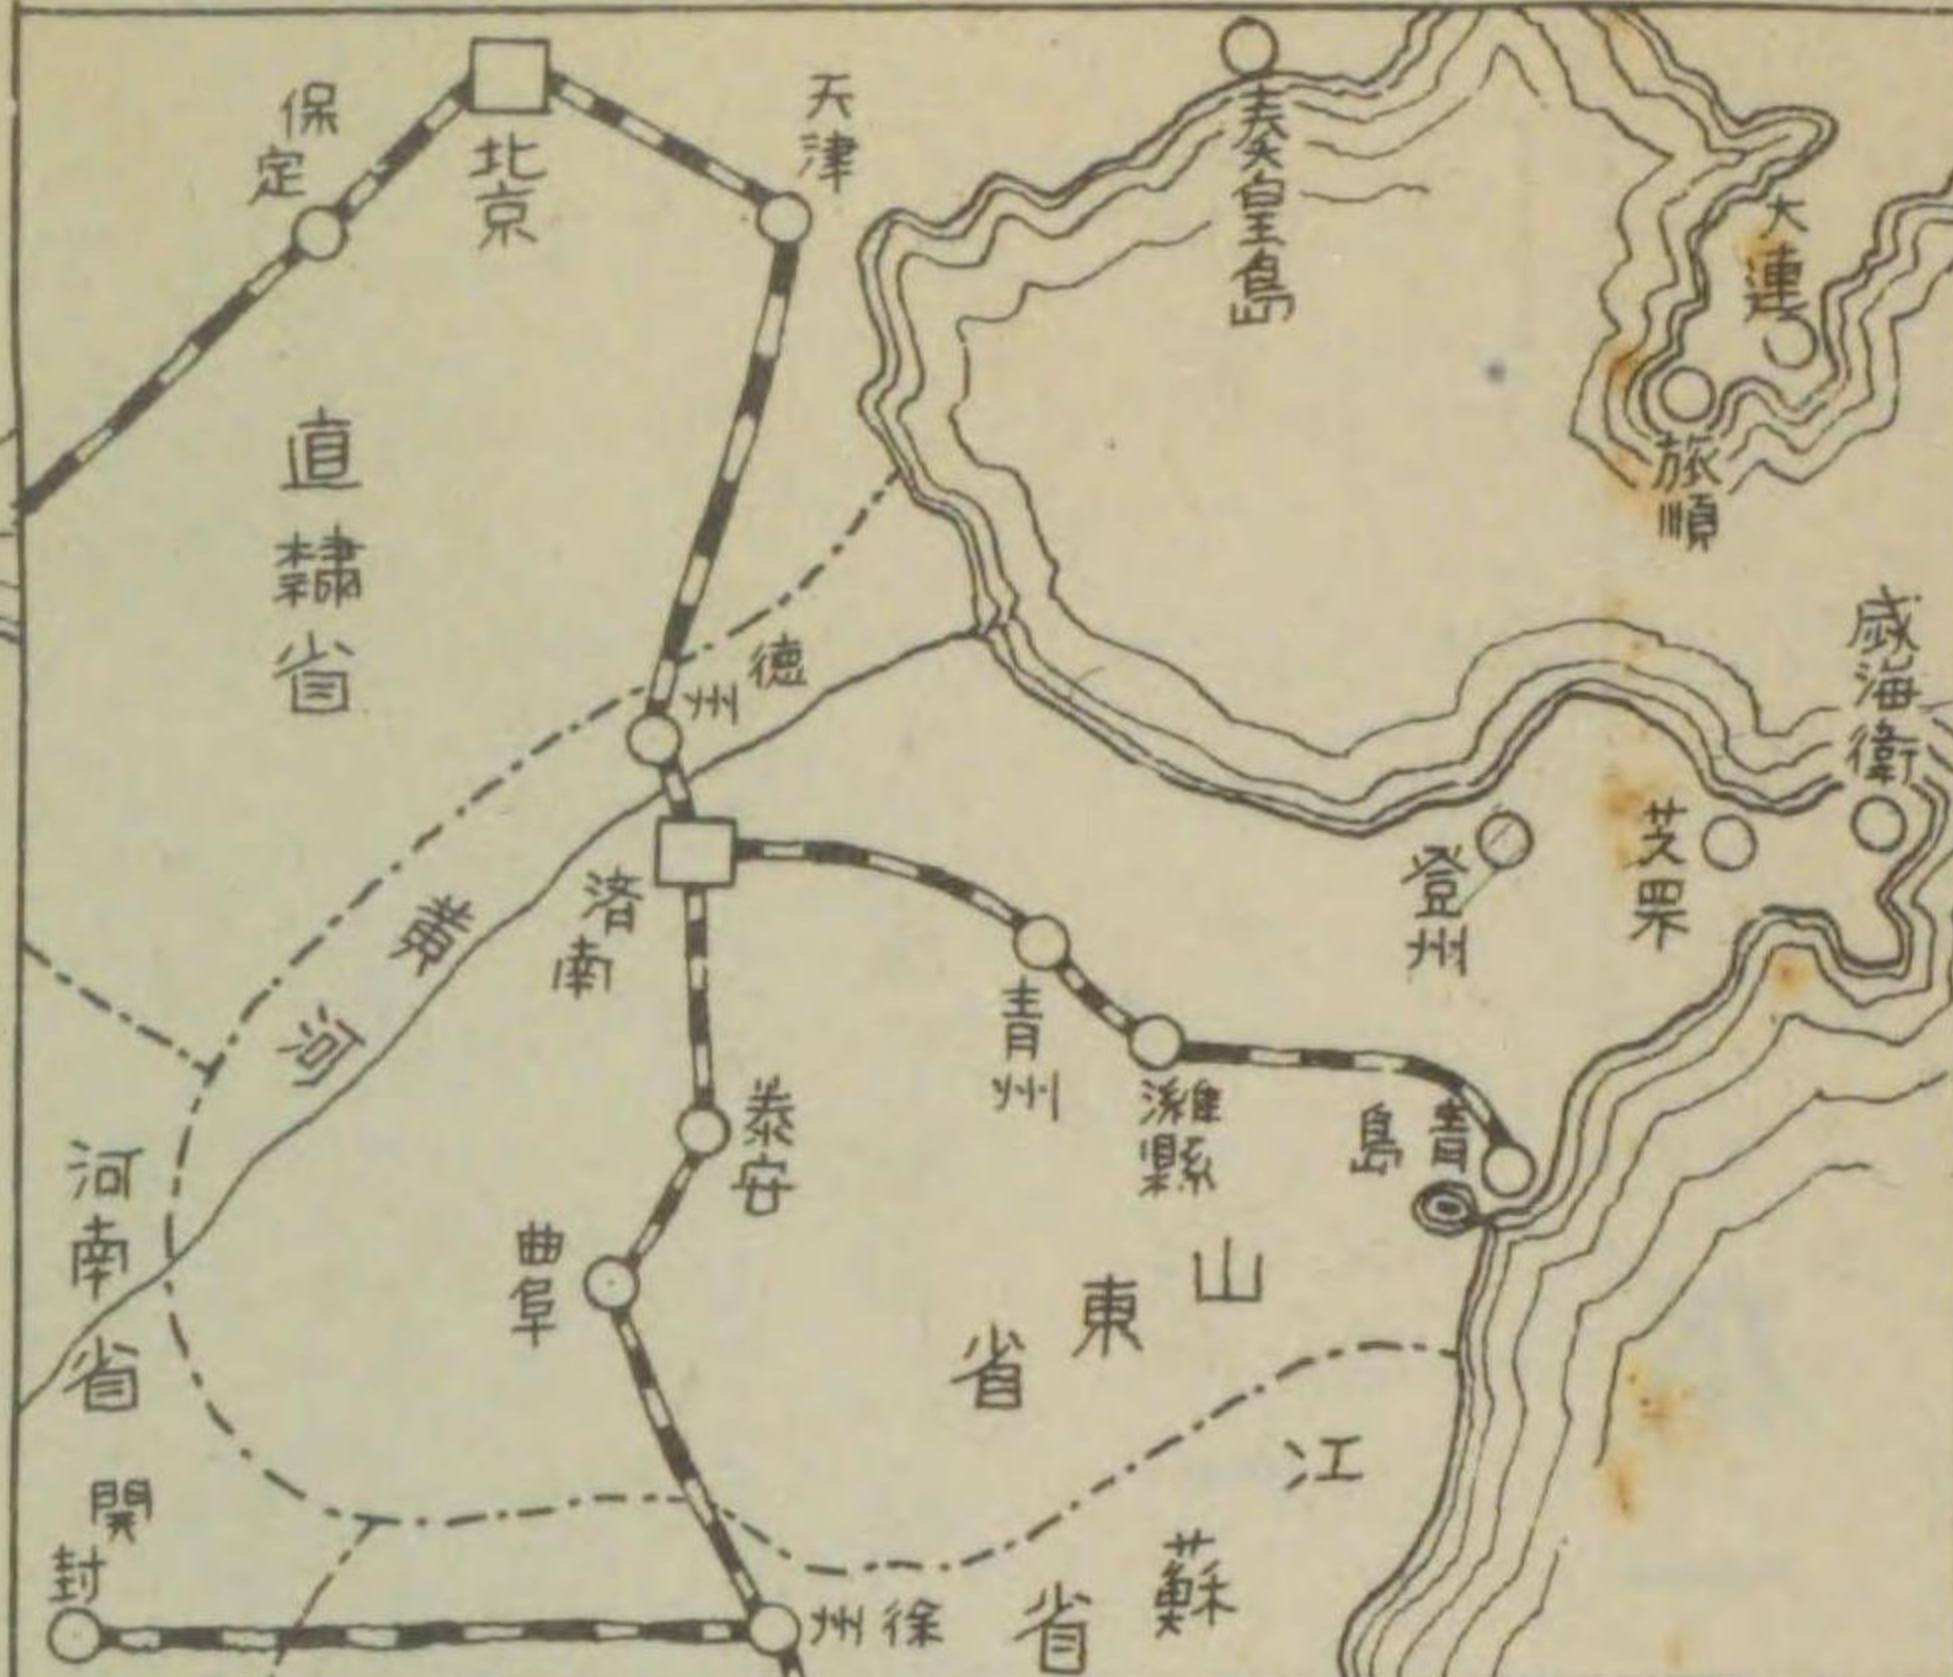 保定
北京
天津
秦皇島
大連
旅順
直隸省
德州
威海衛
芝罘
登州
黄河
済南
青州
濰縣
青島
泰安
曲阜
河南省
山東省
江蘇省
開封
徐州